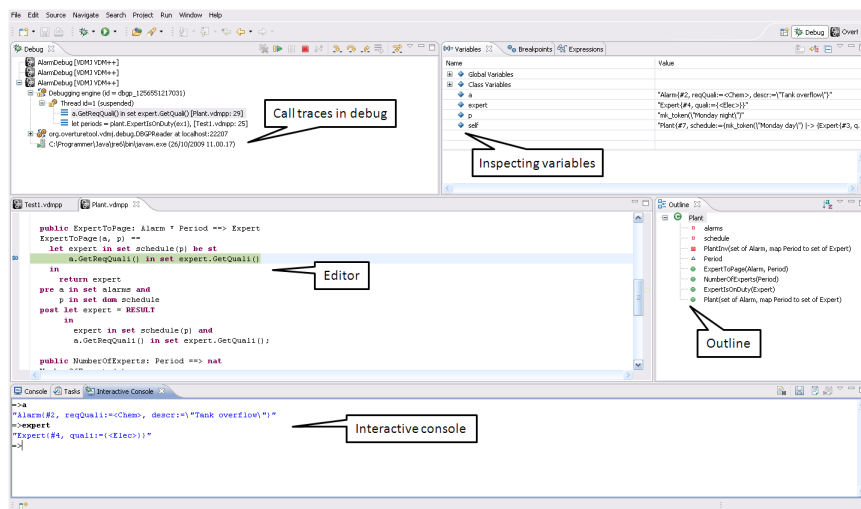 File Edit Source Navigate Search Project Run Window Help
Debug Overt
Debug
AlarmDebug [VDMJ VDM++]
AlarmDebug [VDMJ VDM++]
AlarmDebug [VDMJ VDM++]
Debugging engine (id = dbgp_1256551217031)
Thread id=1 (suspended)
a.GetReqQuali() in set expert.GetQuali() [Plant.vdmpp: 29]
let periods = plant.ExpertIsOnDuty(ex1), [Test1.vdmpp: 25]
org.overturetool.vdmj.debug.DBGPReader at localhost:22207
C:\Programmer\Java\jre6\bin\javaw.exe (26/10/2009 11.00.17)
Call traces in debug
Variables Breakpoints Expressions
Name Value
Global Variables
Class Variables
a "Alarm{#2, reqQuali:=<Chem>, descr:=\"Tank overflow\"}"
expert "Expert{#4, quali:={<Elec>}}"
p "mk_token(\"Monday night\")"
self "Plant{#7, schedule:={mk_token(\"Monday day\") |-> {Expert{#3, q.
Inspecting variables
Test1.vdmpp Plant.vdmpp
public ExpertToPage: Alarm * Period ==> Expert
ExpertToPage(a, p) ==
let expert in set schedule(p) be st
a.GetReqQuali() in set expert.GetQuali()
in
return expert
pre a in set alarms and
p in set dom schedule
post let expert = RESULT
in
expert in set schedule(p) and
a.GetReqQuali() in set expert.GetQuali();
public NumberOfExperts: Period ==> nat
Editor
Outline
Plant
alarms
schedule
PlantInv(set of Alarm, map Period to set of Expert)
Period
ExpertToPage(Alarm, Period)
NumberOfExperts(Period)
ExpertIsOnDuty(Expert)
Plant(set of Alarm, map Period to set of Expert)
Outline
Console Tasks Interactive Console
=>a
"Alarm{#2, reqQuali:=<Chem>, descr:=\"Tank overflow\"}"
=>expert
"Expert{#4, quali:={<Elec>}}"
=>
Interactive console